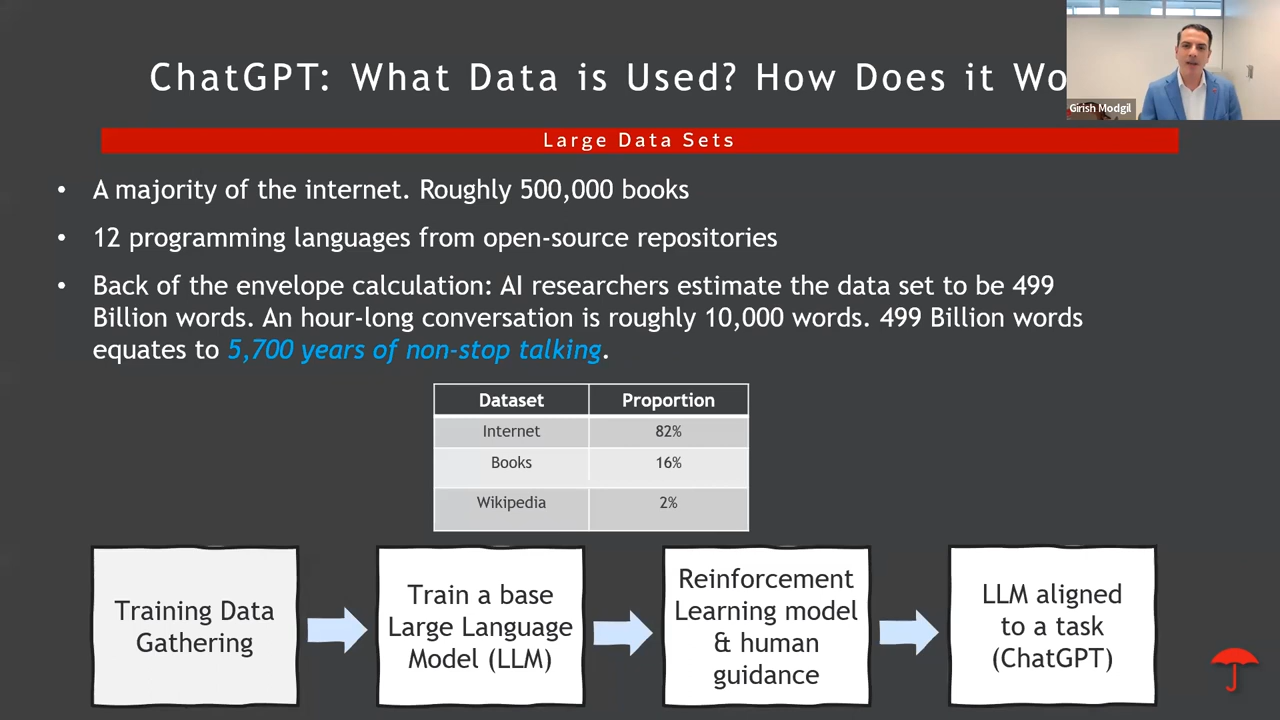 ChatGPT: What Data is Used? How Does it Wo
Girish Modgil
Large Data Sets
• A majority of the internet. Roughly 500,000 books
• 12 programming languages from open-source repositories
• Back of the envelope calculation: AI researchers estimate the data set to be 499
Billion words. An hour-long conversation is roughly 10,000 words. 499 Billion words
equates to 5,700 years of non-stop talking.
Dataset Proportion
Internet 82%
Books 16%
Wikipedia 2%
Training Data
Gathering
Train a base
Large Language
Model (LLM)
Reinforcement
Learning model
& human
guidance
LLM aligned
to a task
(ChatGPT)